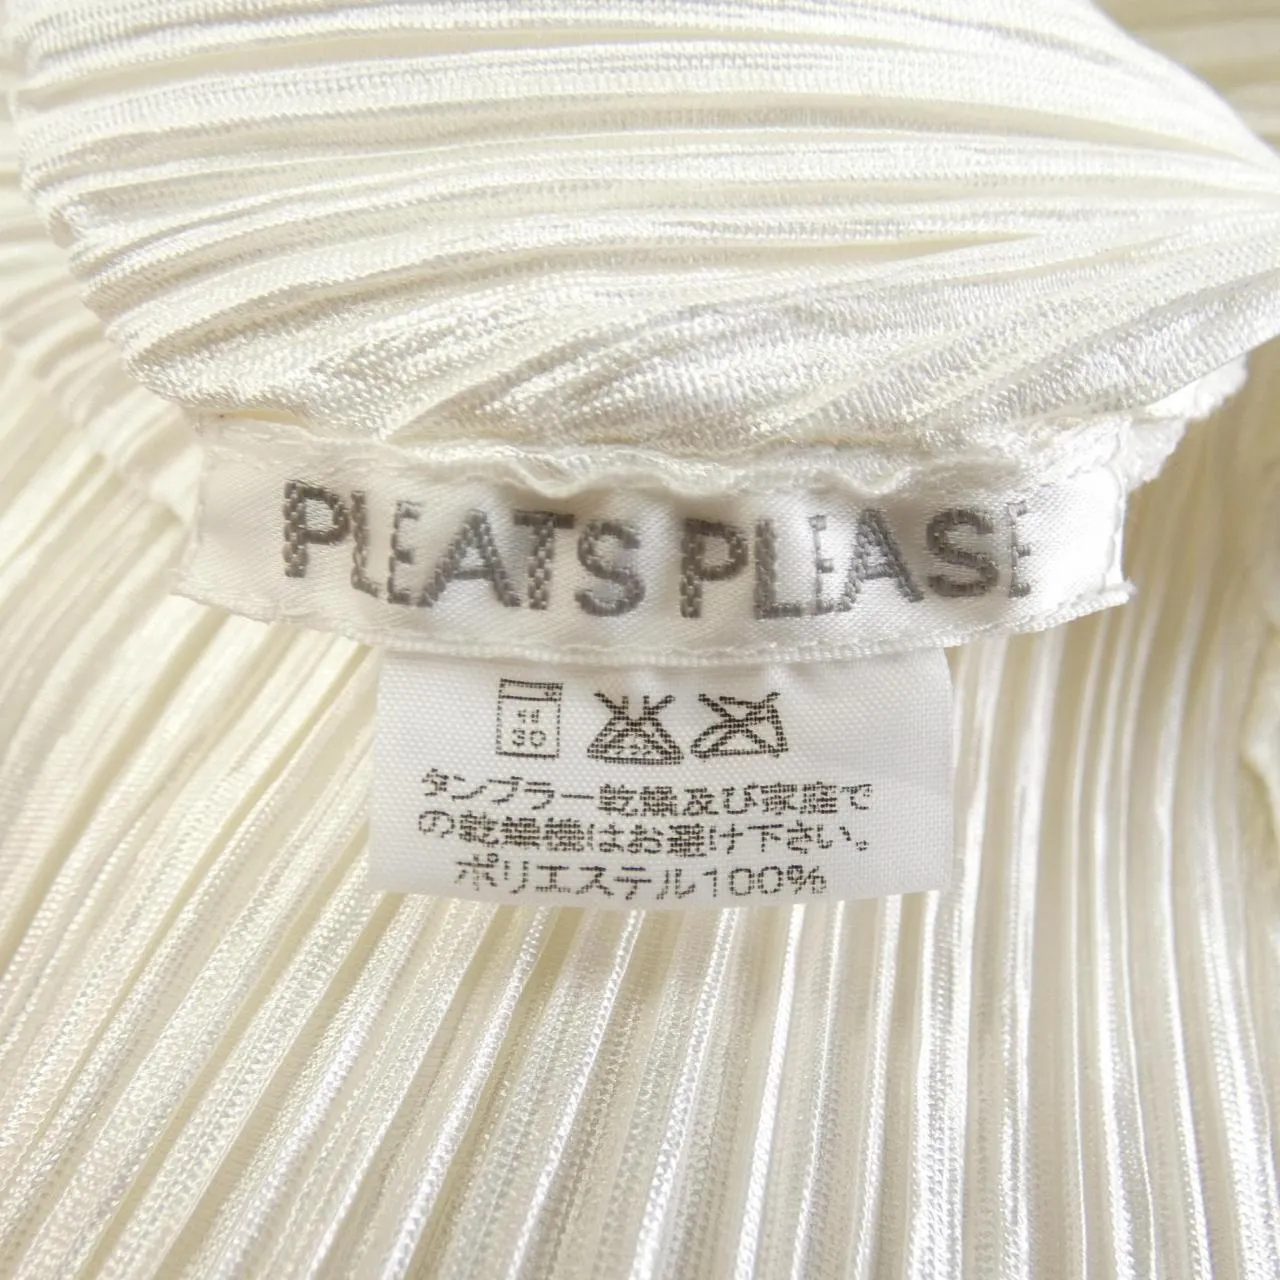 PLEATS PLEASE
30
タンブラー乾燥及び家庭で
の乾燥機はお避け下さい。
ポリエステル100%